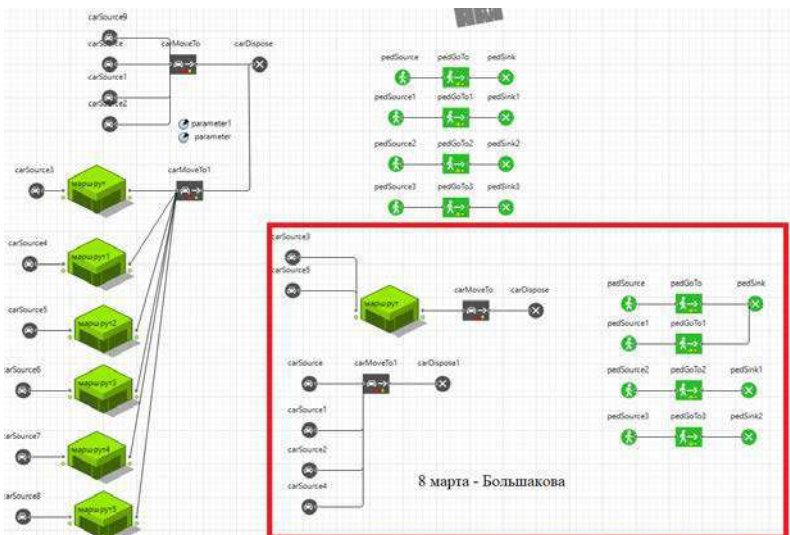 carSource9
carSource
carMoveTo
carDispose
carSource1
carSource2
parameter1
parameter
pedSource
pedGoTo
pedSink
pedSource1
pedGoTo1
pedSink1
pedSource2
pedGoTo2
pedSink2
pedSource3
pedGoTo3
pedSink3
carSource3
маршрут
carMoveTo1
carSource4
маршрут1
carSource5
маршрут2
carSource6
маршрут3
carSource7
маршрут4
carSource8
маршрут5
carSource3
carSource5
маршрут
carMoveTo
carDispose
carSource
carMoveTo1
carDispose1
carSource1
carSource2
carSource4
pedSource
pedGoTo
pedSink
pedSource1
pedGoTo1
pedSource2
pedGoTo2
pedSink1
pedSource3
pedGoTo3
pedSink2
8 марта - Большакова